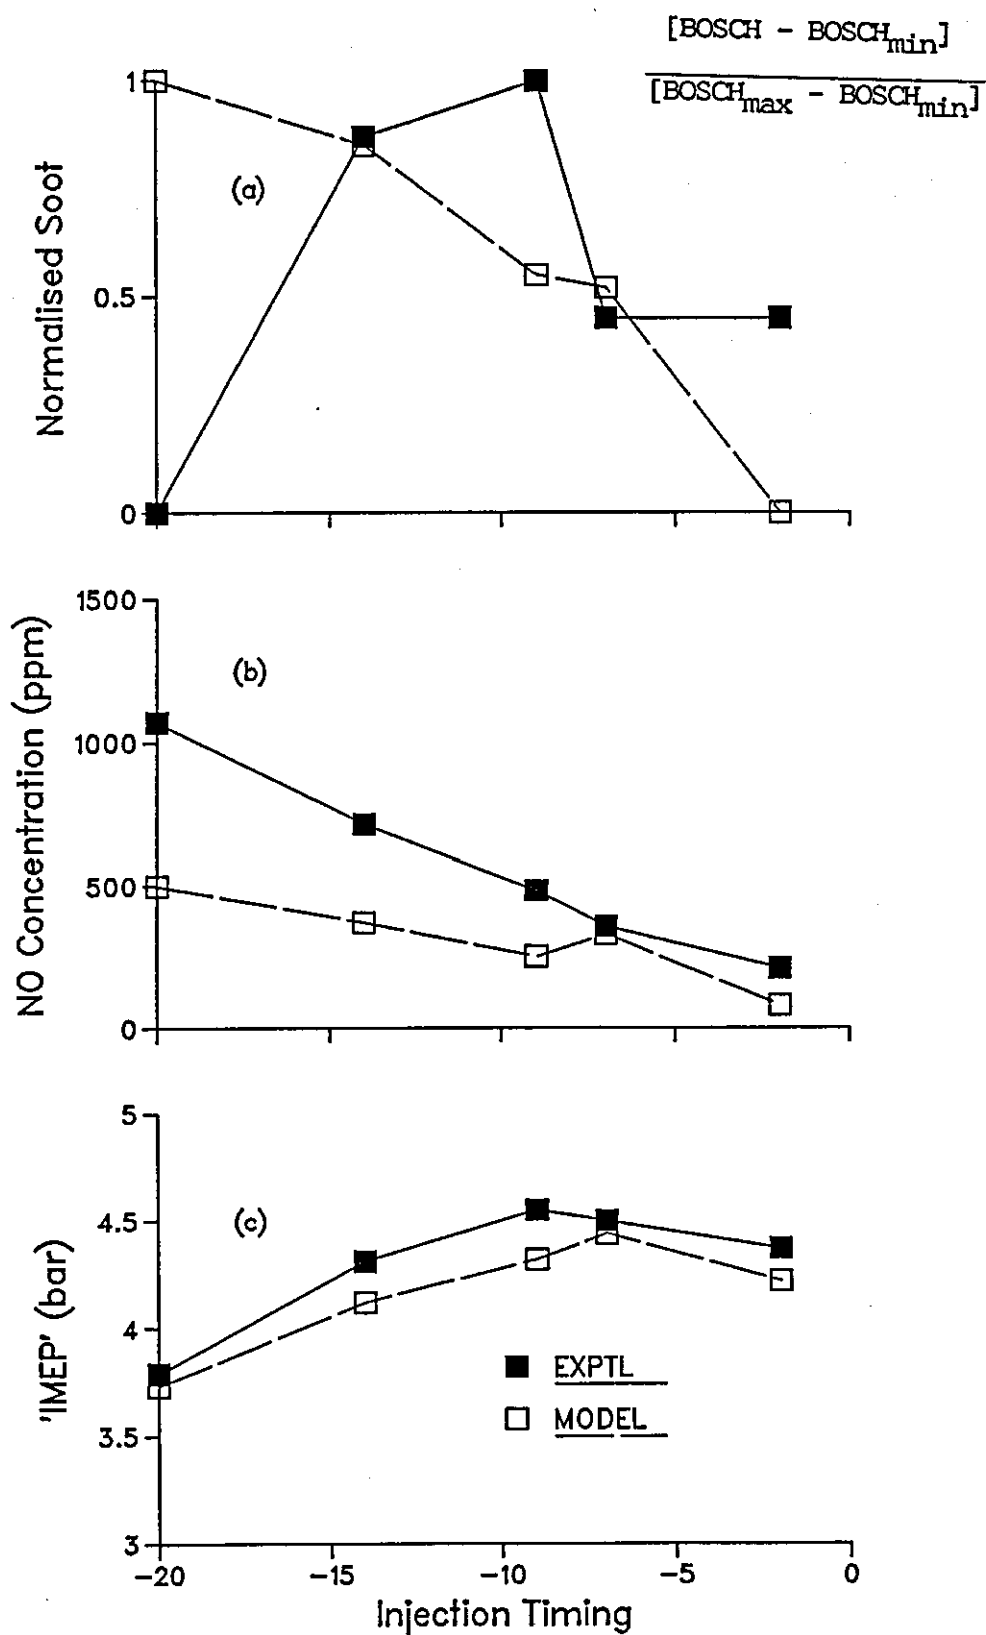 [BOSCH - BOSCHmin]
[BOSCHmax - BOSCHmin]
1
0.5
0
Normalised Soot
(a)
1500
1000
500
0
NO Concentration (ppm)
(b)
5
4.5
4
3.5
3
'IMEP' (bar)
(c)
EXPTL
MODEL
-20 -15 -10 -5 0
Injection Timing